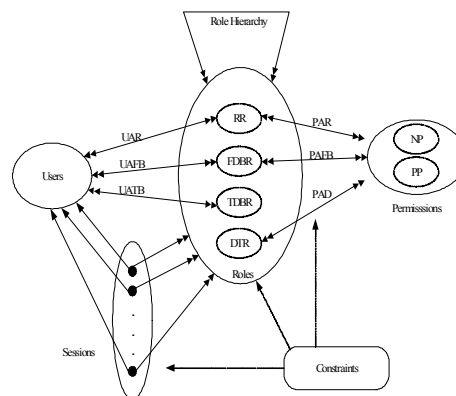 Role Hierarchy
RR
PAR
UAR
NP
UAFB
FDBR
PAFB
Users
PP
UATB
TDBR
PAD
Permisssions
DTR
Roles
Sessions
Constraints